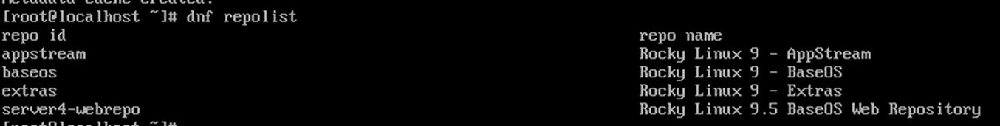 Metadata cache created.
[root@localhost ~]# dnf repolist
repo id repo name
appstream Rocky Linux 9 - AppStream
baseos Rocky Linux 9 - BaseOS
extras Rocky Linux 9 - Extras
server4-webrepo Rocky Linux 9.5 BaseOS Web Repository
[root@localhost ~]#